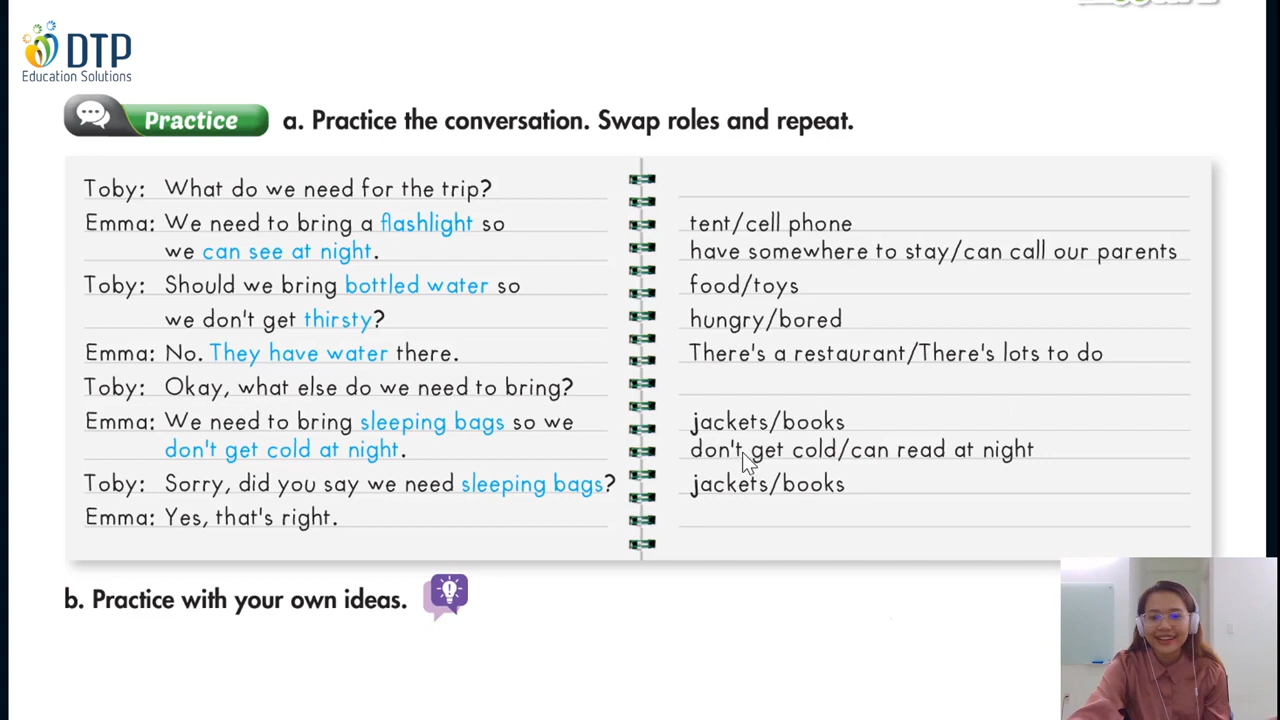 DTP
Education Solutions
Practice
a. Practice the conversation. Swap roles and repeat.
Toby: What do we need for the trip?
Emma: We need to bring a flashlight so
we can see at night.
Toby: Should we bring bottled water so
we don't get thirsty?
Emma: No. They have water there.
Toby: Okay, what else do we need to bring?
Emma: We need to bring sleeping bags so we
don't get cold at night.
Toby: Sorry, did you say we need sleeping bags?
Emma: Yes, that's right.
tent/cell phone
have somewhere to stay/can call our parents
food/toys
hungry/bored
There's a restaurant/There's lots to do
jackets/books
don't get cold/can read at night
jackets/books
b. Practice with your own ideas.